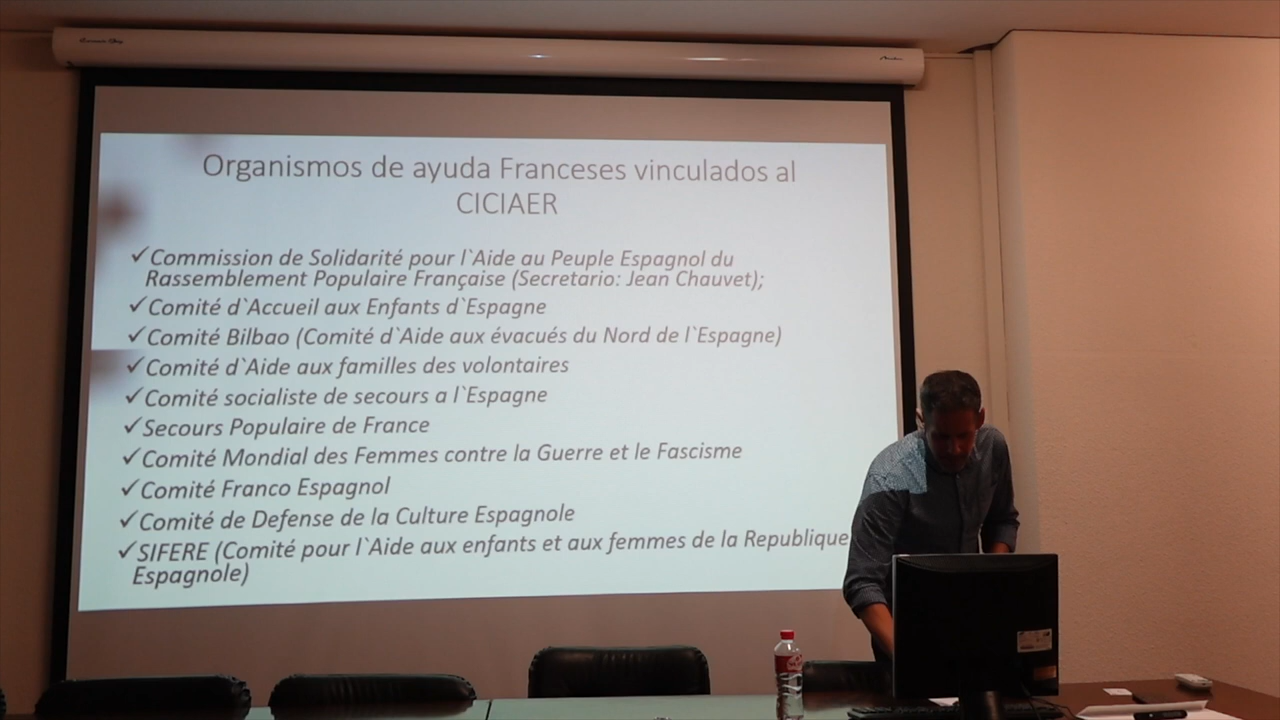 Organismos de ayuda Franceses vinculados al
CICIAER
✓Commission de Solidarité pour l`Aide au Peuple Espagnol du
Rassemblement Populaire Française (Secretario: Jean Chauvet);
✓Comité d`Accueil aux Enfants d`Espagne
✓Comité Bilbao (Comité d`Aide aux évacués du Nord de l`Espagne)
✓Comité d`Aide aux familles des volontaires
✓Comité socialiste de secours a l`Espagne
✓Secours Populaire de France
✓Comité Mondial des Femmes contre la Guerre et le Fascisme
✓Comité Franco Espagnol
✓Comité de Defense de la Culture Espagnole
✓SIFERE (Comité pour l`Aide aux enfants et aux femmes de la Republique
Espagnole)